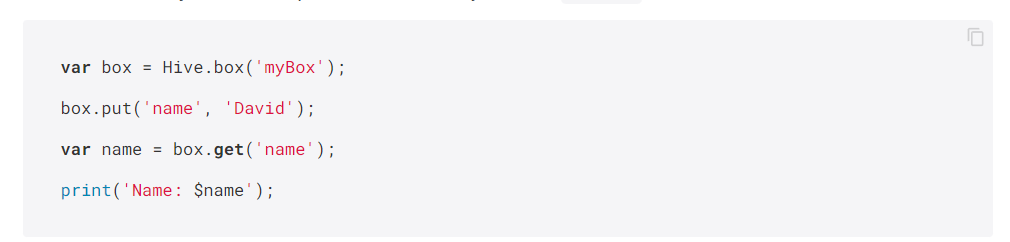 var box = Hive.box('myBox');
box.put('name', 'David');
var name = box.get('name');
print('Name: $name');